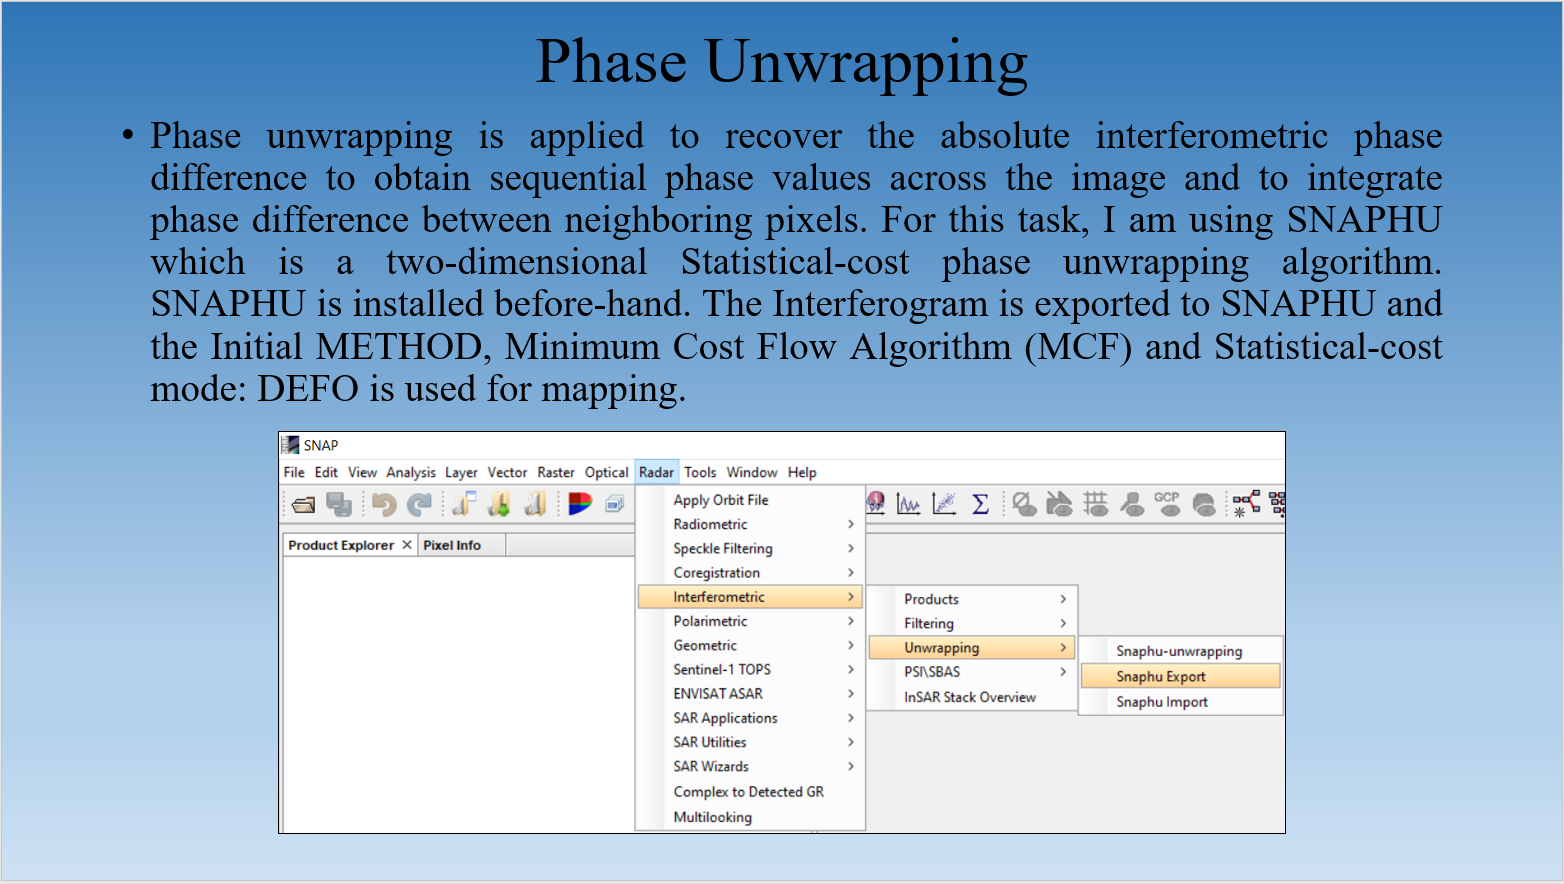 Phase Unwrapping
• Phase unwrapping is applied to recover the absolute interferometric phase
difference to obtain sequential phase values across the image and to integrate
phase difference between neighboring pixels. For this task, I am using SNAPHU
which is a two-dimensional Statistical-cost phase unwrapping algorithm.
SNAPHU is installed before-hand. The Interferogram is exported to SNAPHU and
the Initial METHOD, Minimum Cost Flow Algorithm (MCF) and Statistical-cost
mode: DEFO is used for mapping.
SNAP
File Edit View Analysis Layer Vector Raster Optical Radar Tools Window Help
GCP
Product Explorer Pixel Info
Apply Orbit File
Radiometric
Speckle Filtering
Coregistration
Interferometric
Polarimetric
Geometric
Sentinel-1 TOPS
ENVISAT ASAR
SAR Applications
SAR Utilities
SAR Wizards
Complex to Detected GR
Multilooking
Products
Filtering
Unwrapping
PSI\SBAS
InSAR Stack Overview
Snaphu-unwrapping
Snaphu Export
Snaphu Import